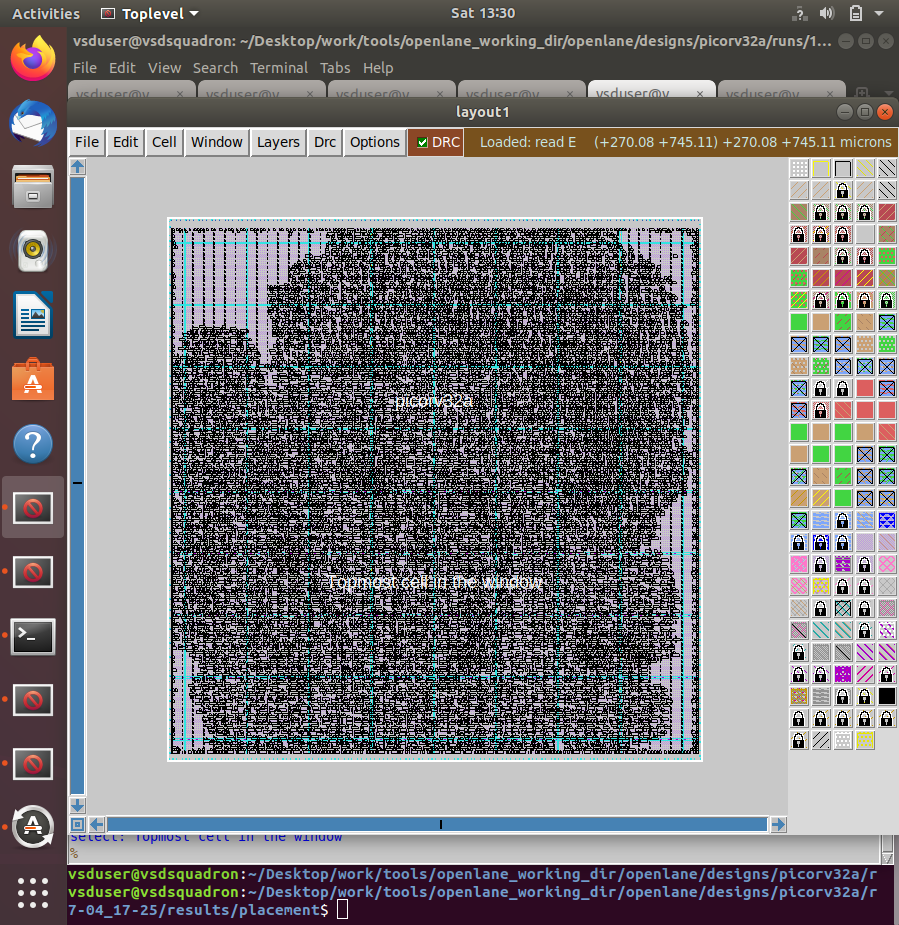 Activities Toplevel Sat 13:30
vsduser@vsdsquadron: ~/Desktop/work/tools/openlane_working_dir/openlane/designs/picorv32a/runs/1...
File Edit View Search Terminal Tabs Help
vsduser@v... vsduser@v... vsduser@v... vsduser@v... vsduser@v... vsduser@v...
layout1
File Edit Cell Window Layers Drc Options DRC Loaded: read E (+270.08 +745.11) +270.08 +745.11 microns
picorv32a
Topmost cell in the window
select: Topmost cell in the window
%
vsduser@vsdsquadron:~/Desktop/work/tools/openlane_working_dir/openlane/designs/picorv32a/r
vsduser@vsdsquadron:~/Desktop/work/tools/openlane_working_dir/openlane/designs/picorv32a/r
7-04_17-25/results/placement$